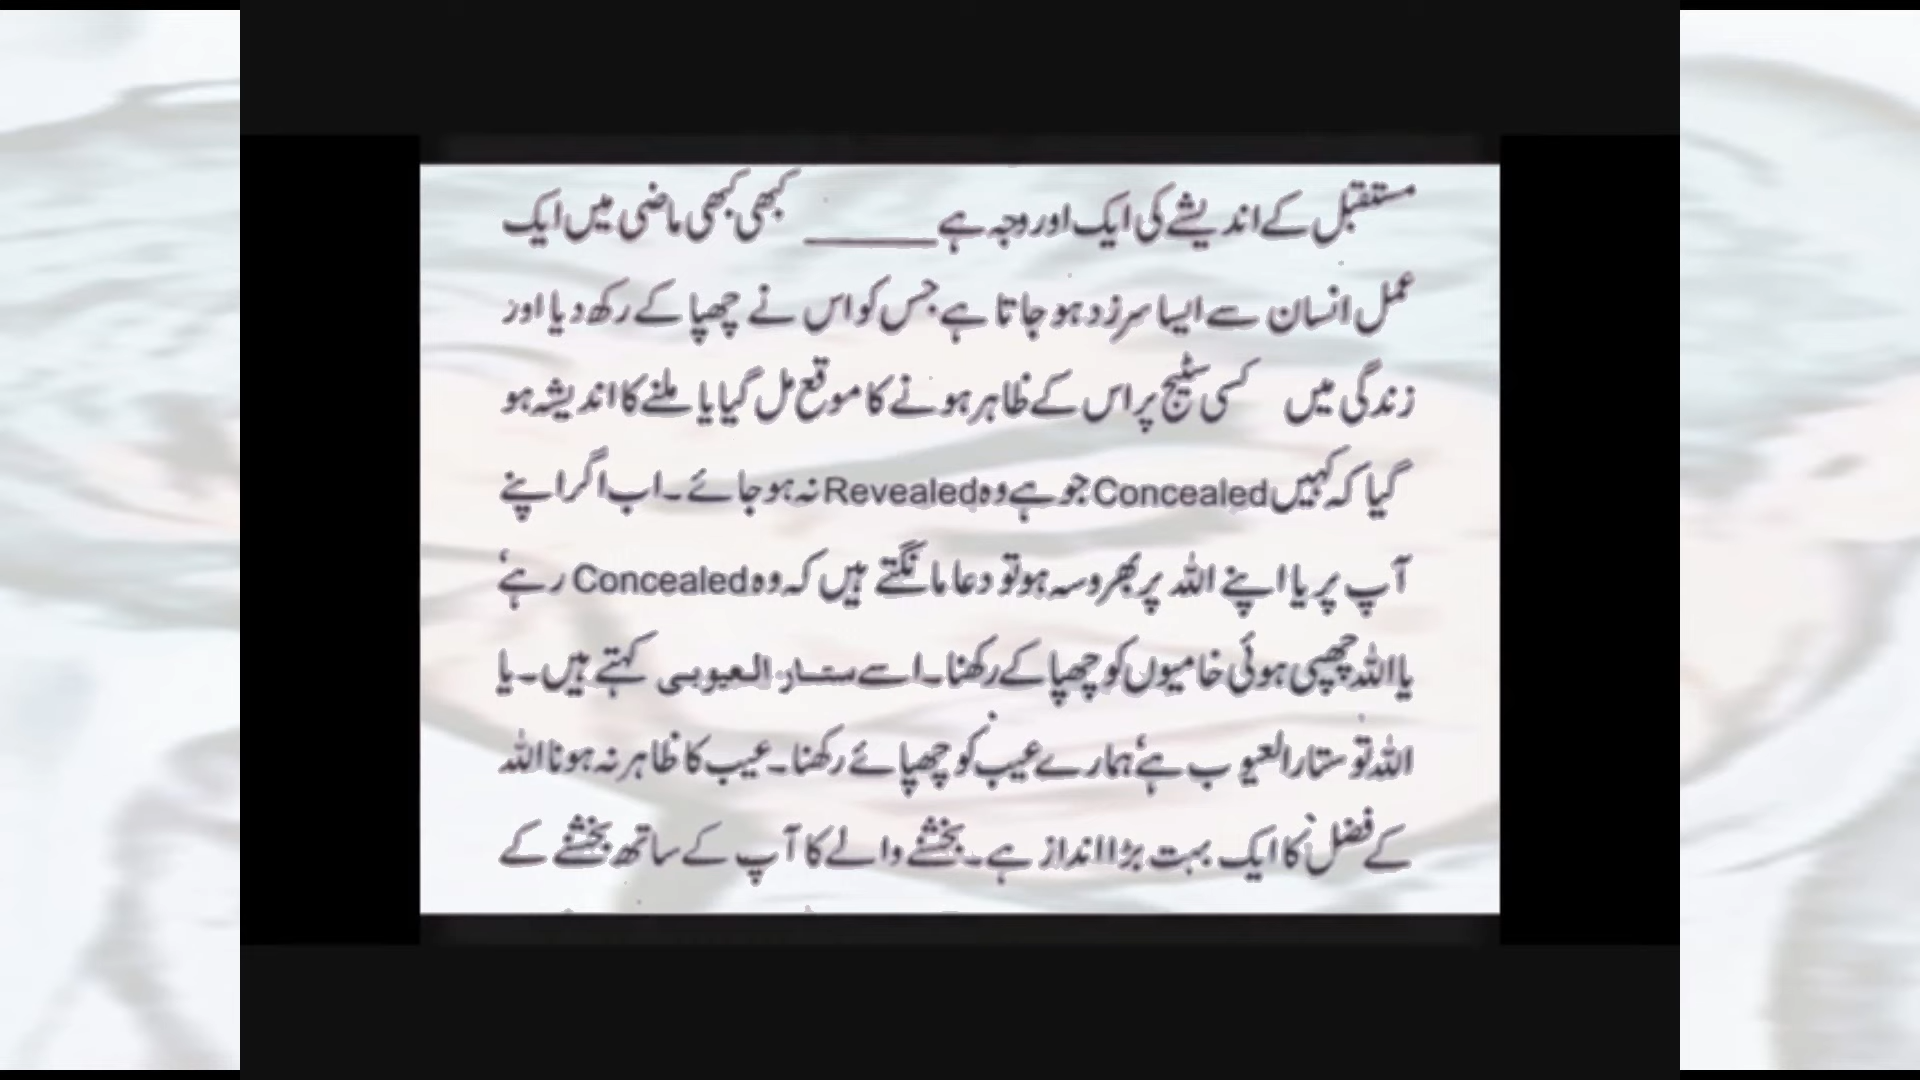 مستقبل کے اندیشے کی ایک اور وجہ ہے ______ کبھی کبھی ماضی میں ایک
عمل انسان سے ایسا سرزد ہو جاتا ہے جس کو اس نے چھپا کے رکھ دیا اور
زندگی میں کسی سٹیج پر اس کے ظاہر ہونے کا موقع مل گیا یا ملنے کا اندیشہ ہو
گیا کہ کہیں Concealed جو ہے وہ Revealed نہ ہو جائے۔ اب اگر اپنے
آپ پر یا اپنے اللہ پر بھروسہ ہو تو دعا مانگتے ہیں کہ وہ Concealed رہے‘
یا اللہ چھپی ہوئی خامیوں کو چھپا کے رکھنا۔ اسے ستار العیوبی کہتے ہیں۔ یا
اللہ تو ستار العیوب ہے‘ ہمارے عیب کو چھپائے رکھنا۔ عیب کا ظاہر نہ ہونا اللہ
کے فضل کا ایک بہت بڑا انداز ہے۔ بخشنے والے کا آپ کے ساتھ بخشنے کے